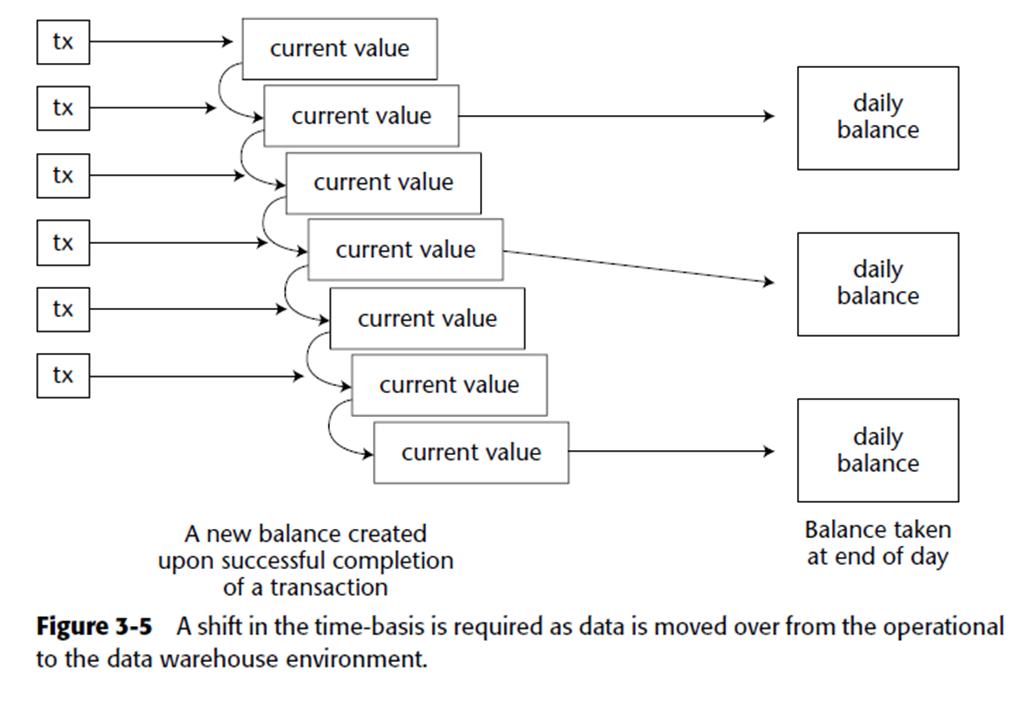 tx
current value
tx
current value
daily
balance
tx
current value
tx
current value
daily
balance
tx
current value
tx
current value
current value
daily
balance
A new balance created
upon successful completion
of a transaction
Balance taken
at end of day
Figure 3-5 A shift in the time-basis is required as data is moved over from the operational
to the data warehouse environment.